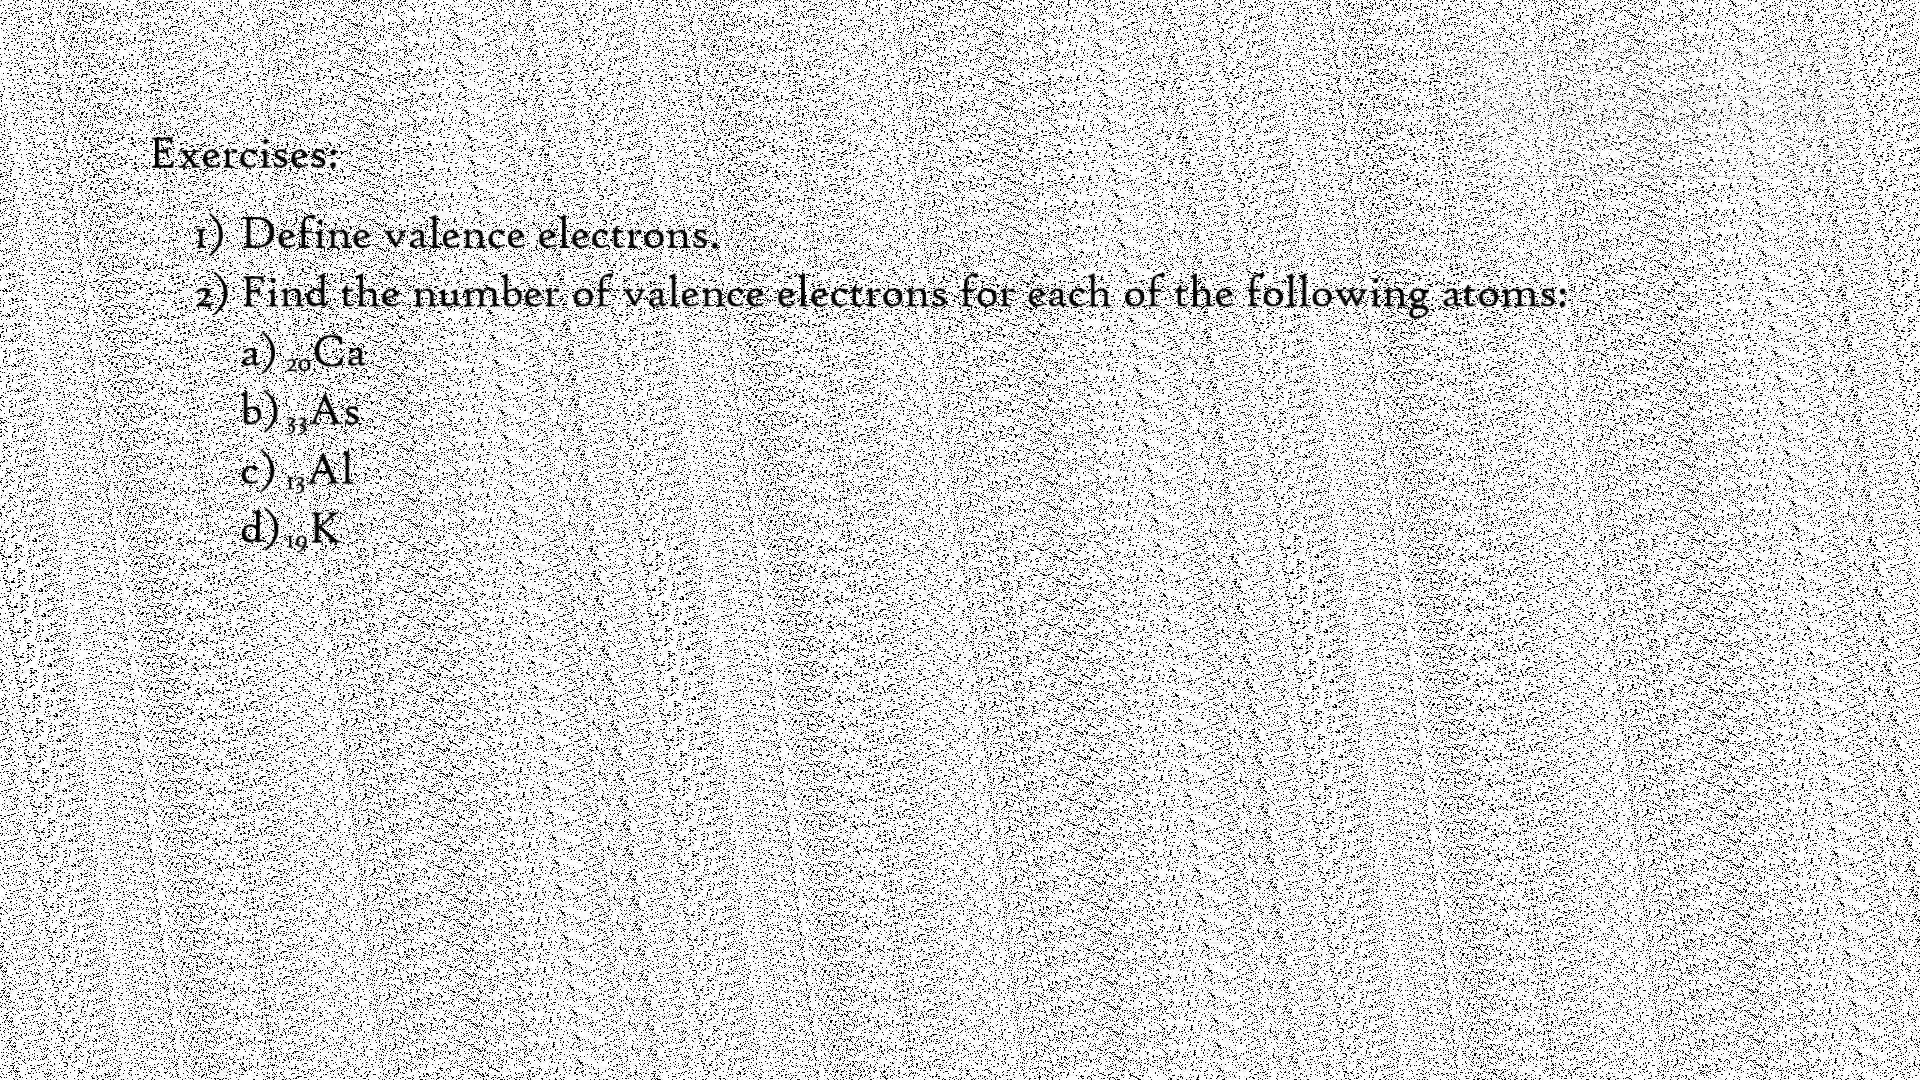 Exercises:
1) Define valence electrons.
2) Find the number of valence electrons for each of the following atoms:
a) ₂₀Ca
b) ₃₃As
c) ₁₃Al
d) ₁₉K